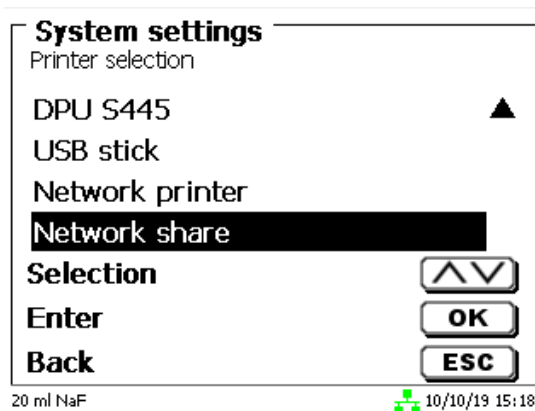 System settings
Printer selection
DPU S445
USB stick
Network printer
Network share
Selection
Enter OK
Back ESC
20 ml NaF 10/10/19 15:18